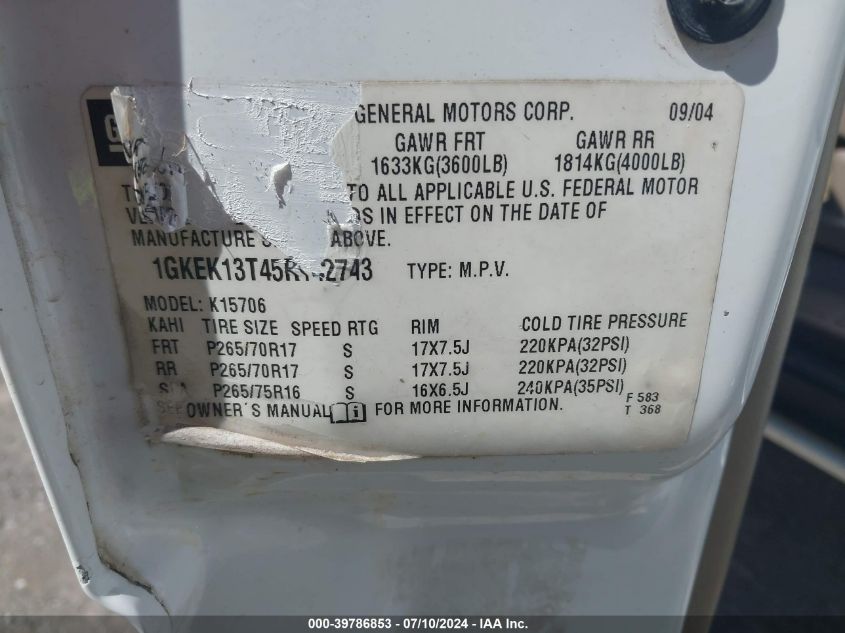 GENERAL MOTORS CORP. 09/04
GAWR FRT GAWR RR
1633KG(3600LB) 1814KG(4000LB)
TO ALL APPLICABLE U.S. FEDERAL MOTOR
IN EFFECT ON THE DATE OF
MANUFACTURE ABOVE.
TYPE: M.P.V.
MODEL: K15706
KAHI TIRE SIZE SPEED RTG RIM COLD TIRE PRESSURE
FRT P265/70R17 S 17X7.5J 220KPA(32PSI)
RR P265/70R17 S 17X7.5J 220KPA(32PSI)
P265/75R16 S 16X6.5J 240KPA(35PSI)
SEE OWNER'S MANUAL i FOR MORE INFORMATION.
F 583
T 368
000-39786853 - 07/10/2024 - IAA Inc.